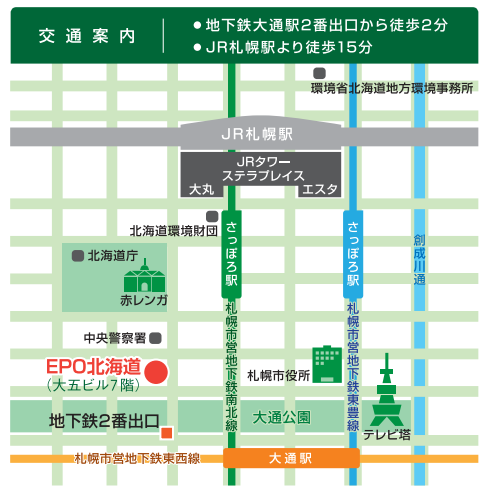 交通案内
● 地下鉄大通駅2番出口から徒歩2分
● JR札幌駅より徒歩15分
環境省北海道地方環境事務所
JR札幌駅
JRタワー
ステラプレイス
大丸
エスタ
北海道環境財団
さっぽろ駅
さっぽろ駅
創成川通
北海道庁
赤レンガ
札幌市営地下鉄南北線
札幌市営地下鉄東豊線
中央警察署
EPO北海道
(大五ビル7階)
札幌市役所
地下鉄2番出口
大通公園
テレビ塔
札幌市営地下鉄東西線
大通駅